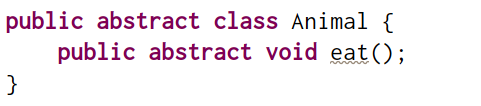 public abstract class Animal {
    public abstract void eat();
}